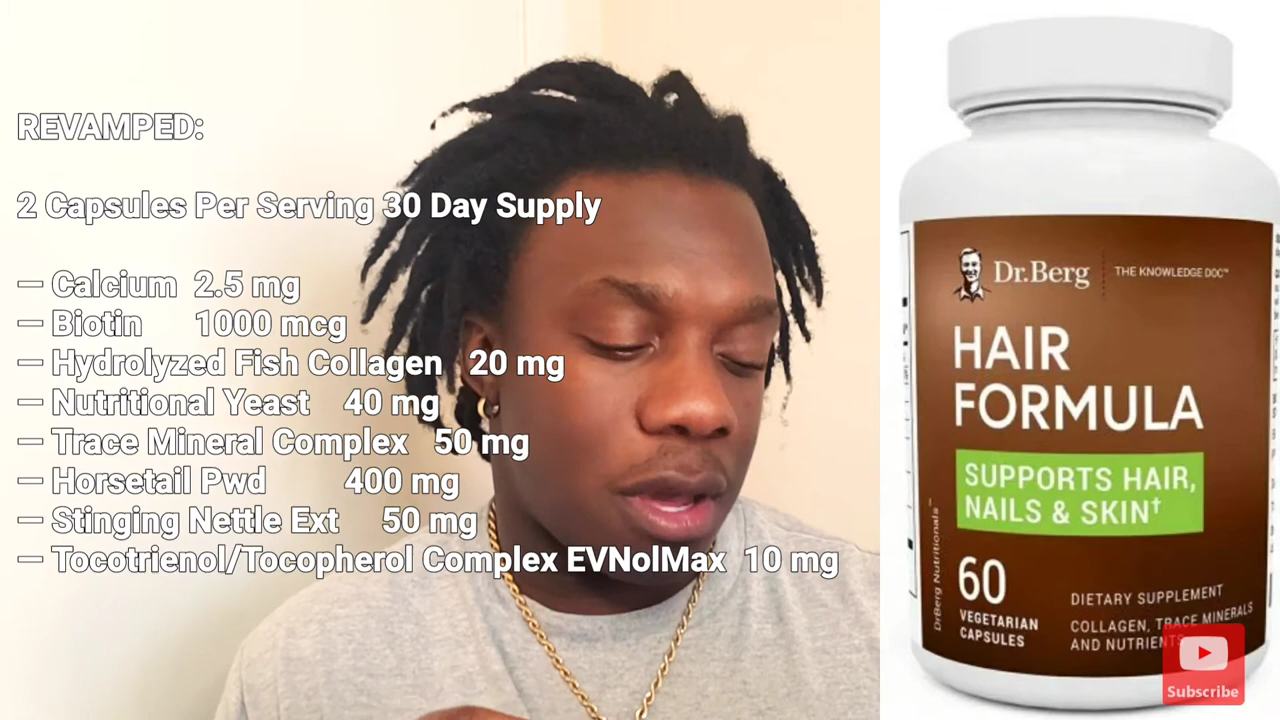 REVAMPED:
2 Capsules Per Serving 30 Day Supply
— Calcium 2.5 mg
— Biotin 1000 mcg
— Hydrolyzed Fish Collagen 20 mg
— Nutritional Yeast 40 mg
— Trace Mineral Complex 50 mg
— Horsetail Pwd 400 mg
— Stinging Nettle Ext 50 mg
— Tocotrienol/Tocopherol Complex EVNolMax 10 mg
Dr.Berg THE KNOWLEDGE DOC™
HAIR
FORMULA
SUPPORTS HAIR,
NAILS & SKIN†
DrBerg Nutritionals™
60
VEGETARIAN
CAPSULES
DIETARY SUPPLEMENT
COLLAGEN, TRACE MINERALS
AND NUTRIENTS
Subscribe